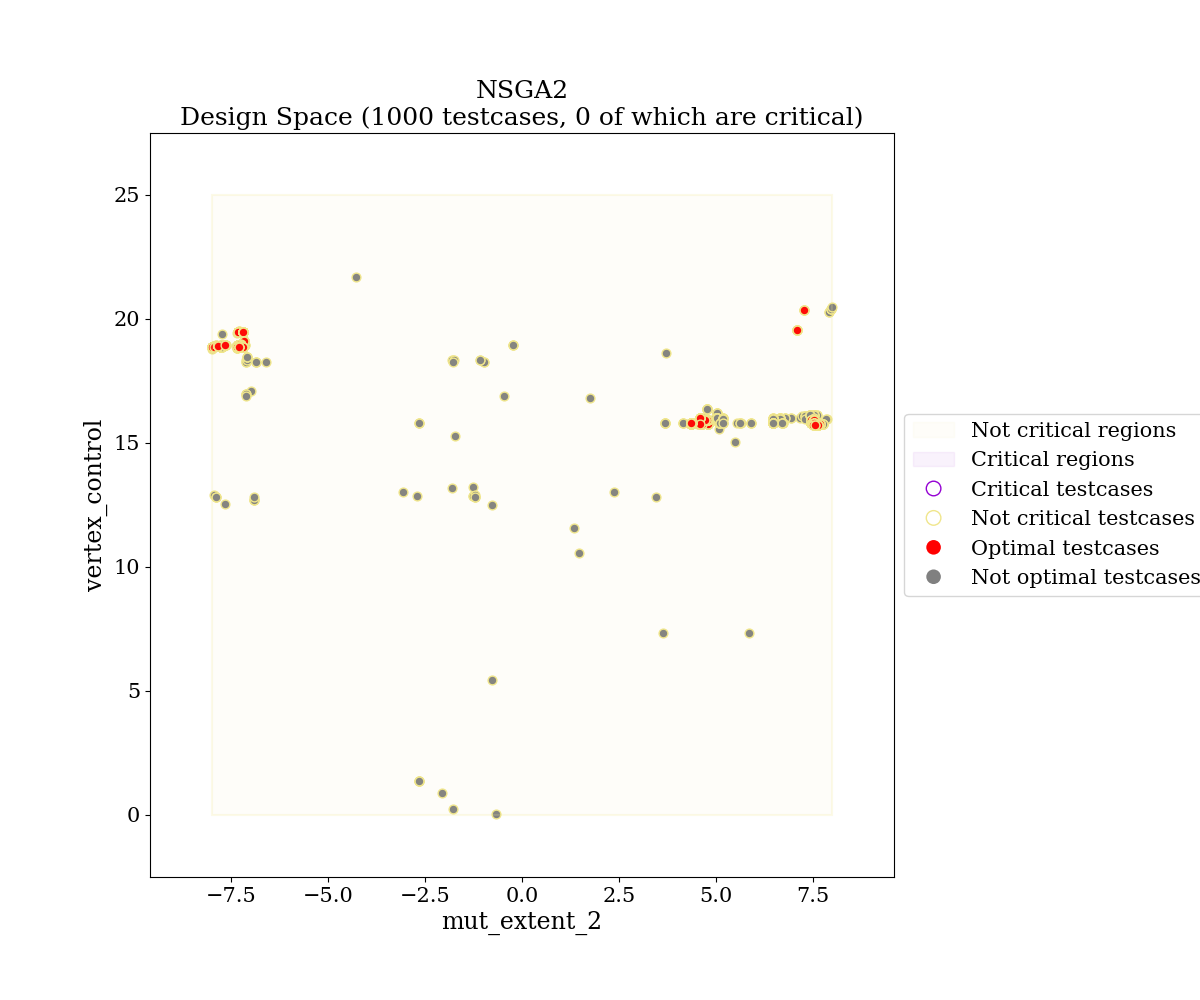 NSGA2
Design Space (1000 testcases, 0 of which are critical)
25
20
15
10
5
0
vertex_control
−7.5
−5.0
−2.5
0.0
2.5
5.0
7.5
mut_extent_2
Not critical regions
Critical regions
Critical testcases
Not critical testcases
Optimal testcases
Not optimal testcases